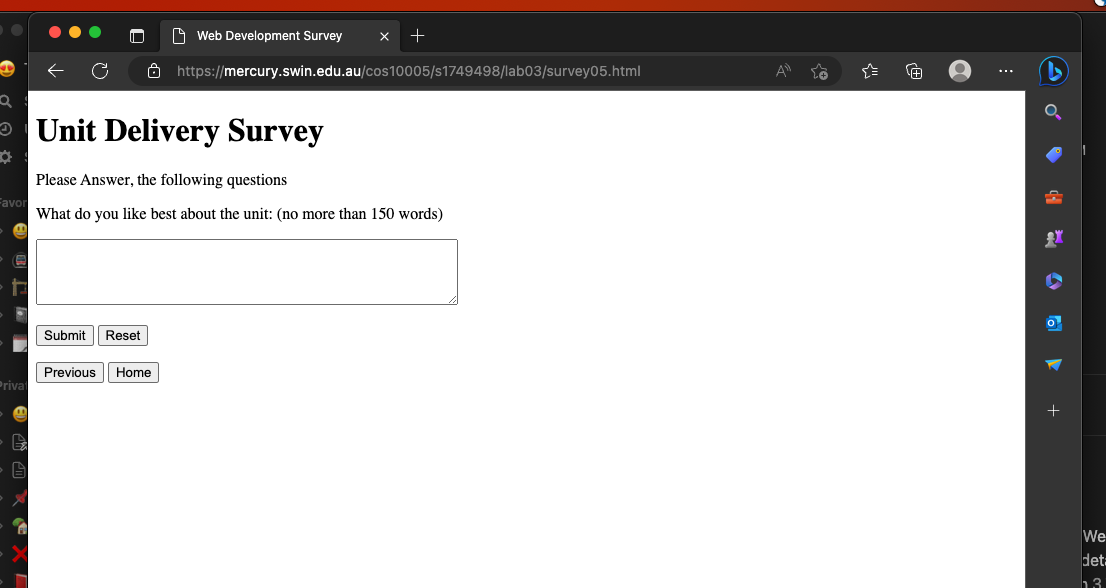 Web Development Survey
https://mercury.swin.edu.au/cos10005/s1749498/lab03/survey05.html
Unit Delivery Survey
Please Answer, the following questions
What do you like best about the unit: (no more than 150 words)
Submit Reset
Previous Home